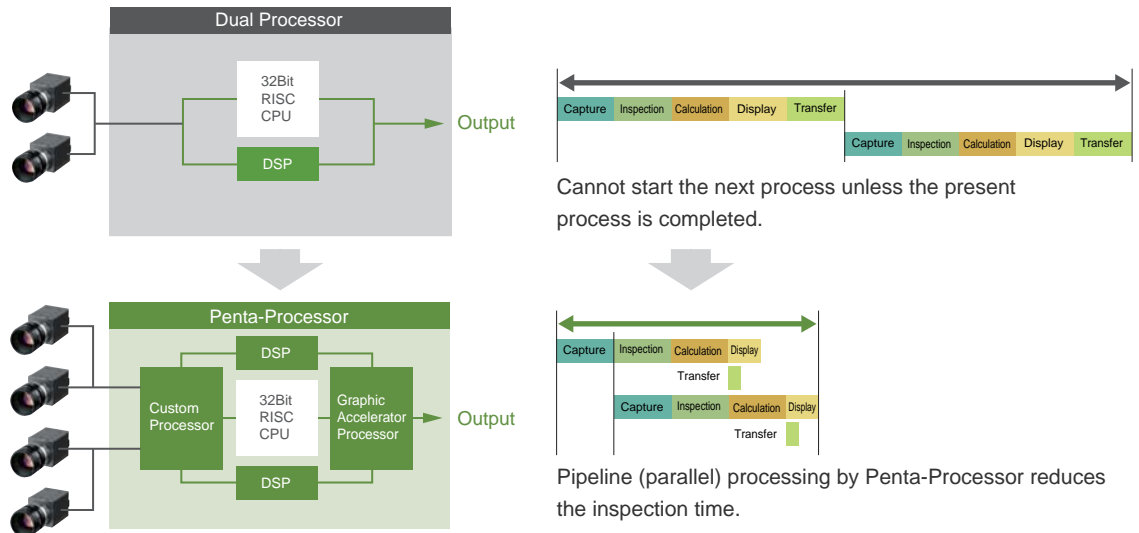 Dual Processor
32Bit
RISC
CPU
DSP
Output
Capture Inspection Calculation Display Transfer
Capture Inspection Calculation Display Transfer
Cannot start the next process unless the present
process is completed.
Penta-Processor
DSP
Custom
Processor
32Bit
RISC
CPU
Graphic
Accelerator
Processor
DSP
Output
Capture Inspection Calculation Display
Transfer
Capture Inspection Calculation Display
Transfer
Pipeline (parallel) processing by Penta-Processor reduces
the inspection time.